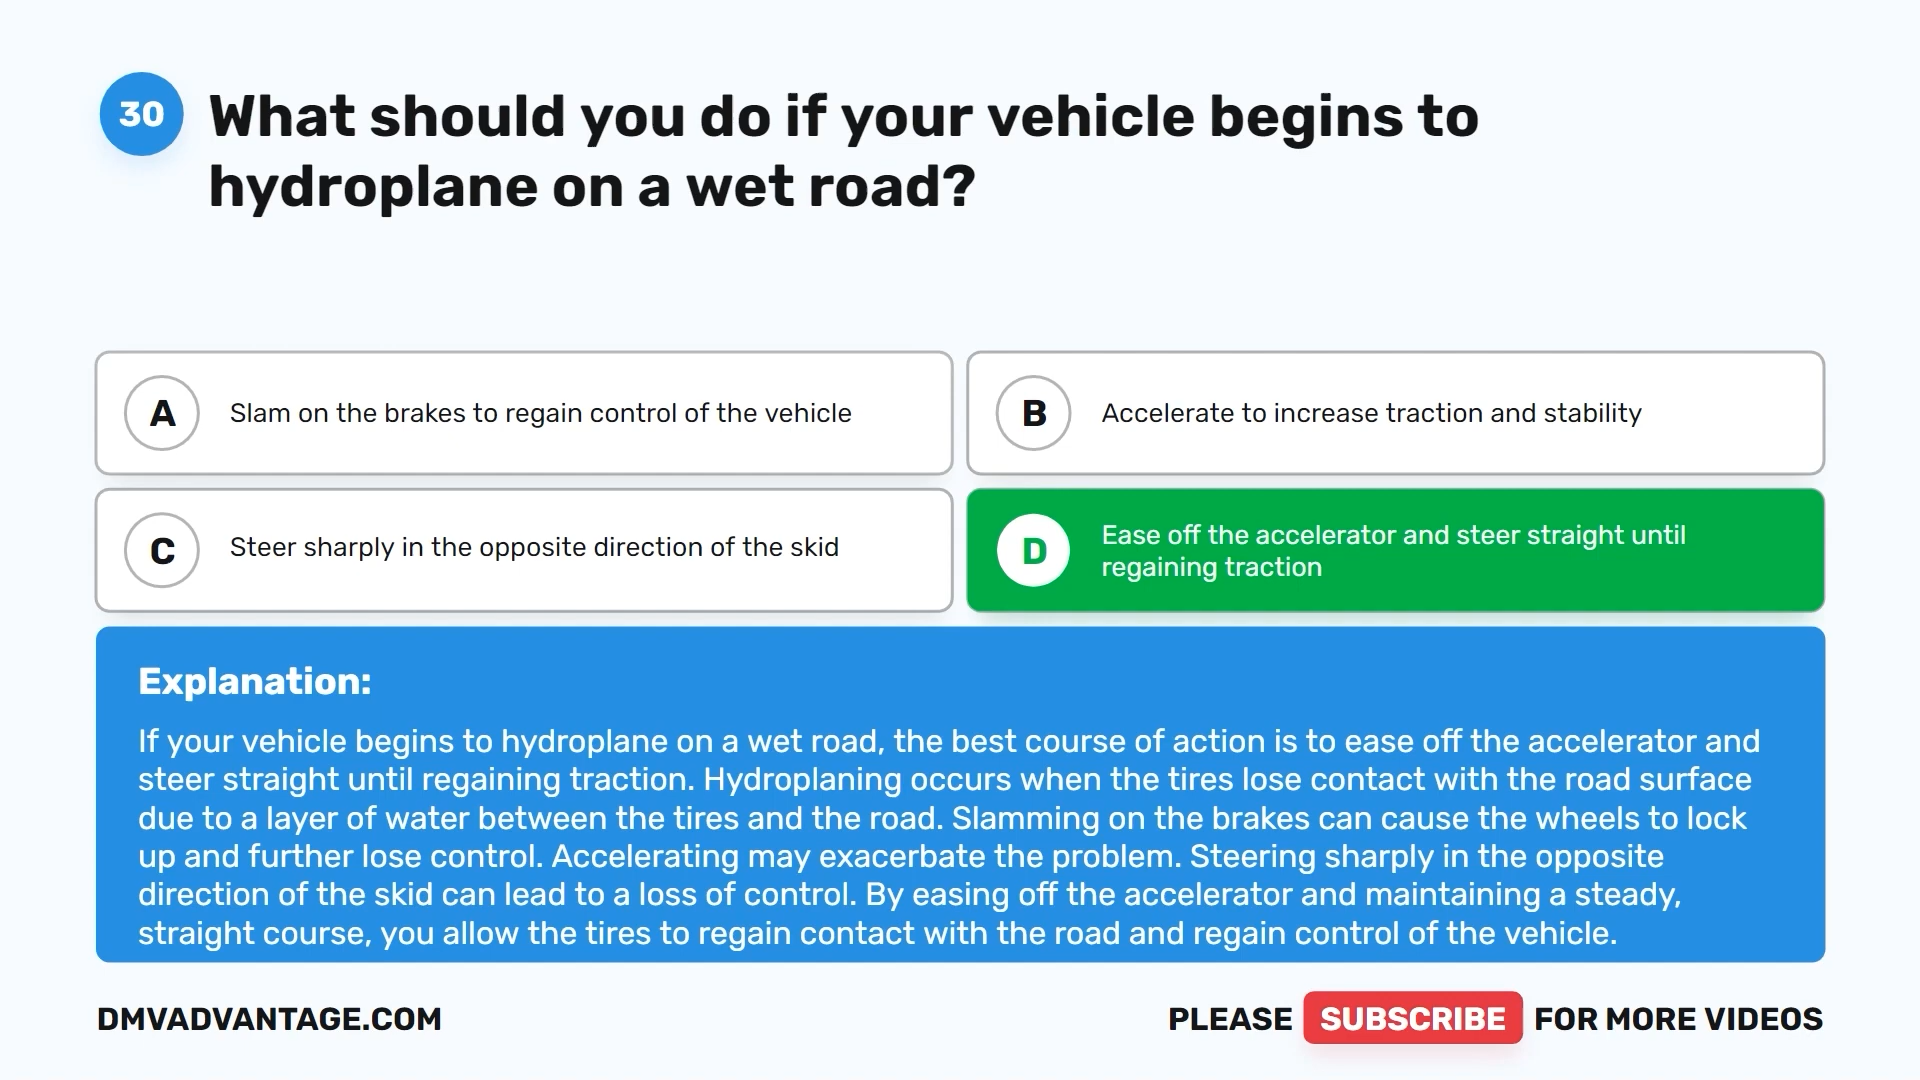 30
What should you do if your vehicle begins to
hydroplane on a wet road?
A
Slam on the brakes to regain control of the vehicle
B
Accelerate to increase traction and stability
C
Steer sharply in the opposite direction of the skid
D
Ease off the accelerator and steer straight until
regaining traction
Explanation:
If your vehicle begins to hydroplane on a wet road, the best course of action is to ease off the accelerator and
steer straight until regaining traction. Hydroplaning occurs when the tires lose contact with the road surface
due to a layer of water between the tires and the road. Slamming on the brakes can cause the wheels to lock
up and further lose control. Accelerating may exacerbate the problem. Steering sharply in the opposite
direction of the skid can lead to a loss of control. By easing off the accelerator and maintaining a steady,
straight course, you allow the tires to regain contact with the road and regain control of the vehicle.
DMVADVANTAGE.COM
PLEASE SUBSCRIBE FOR MORE VIDEOS